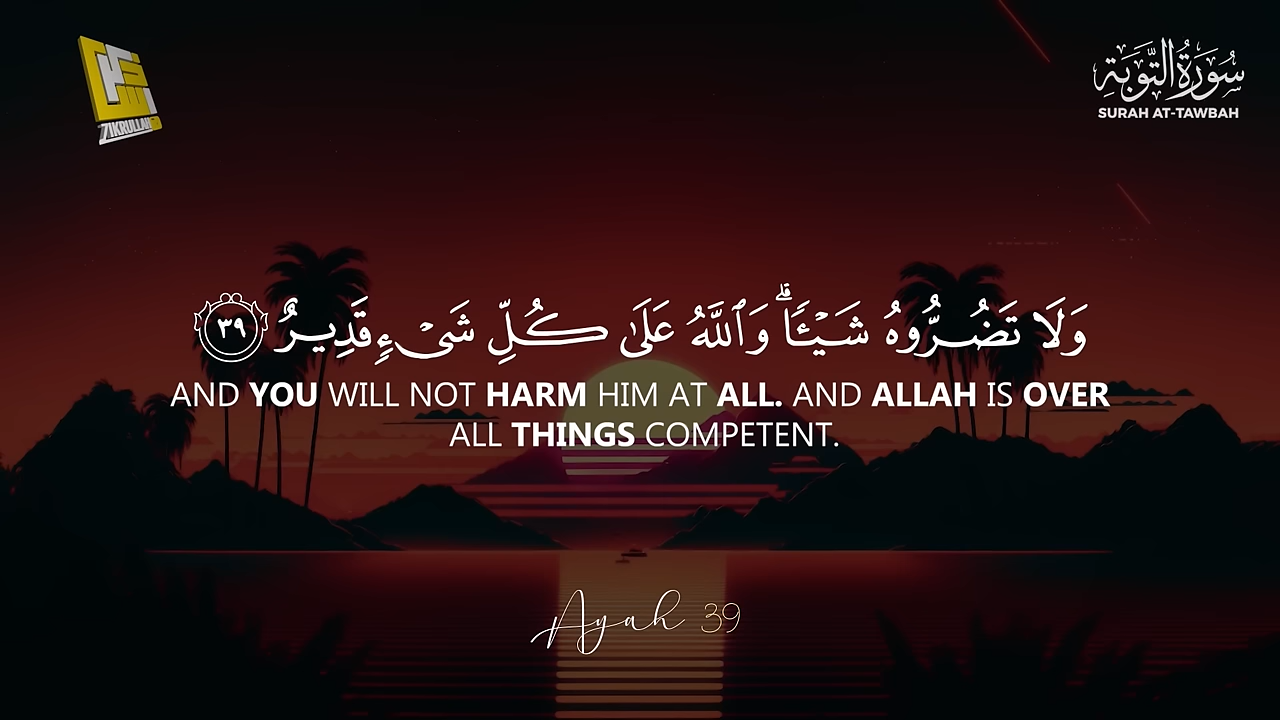 ZIKRULLAH
سُورَةُ التَّوْبَةِ
SURAH AT-TAWBAH
وَلَا تَضُرُّوهُ شَيْـًٔا ۗ وَٱللَّهُ عَلَىٰ كُلِّ شَىْءٍ قَدِيرٌ ٣٩
AND YOU WILL NOT HARM HIM AT ALL. AND ALLAH IS OVER
ALL THINGS COMPETENT.
Ayah 39